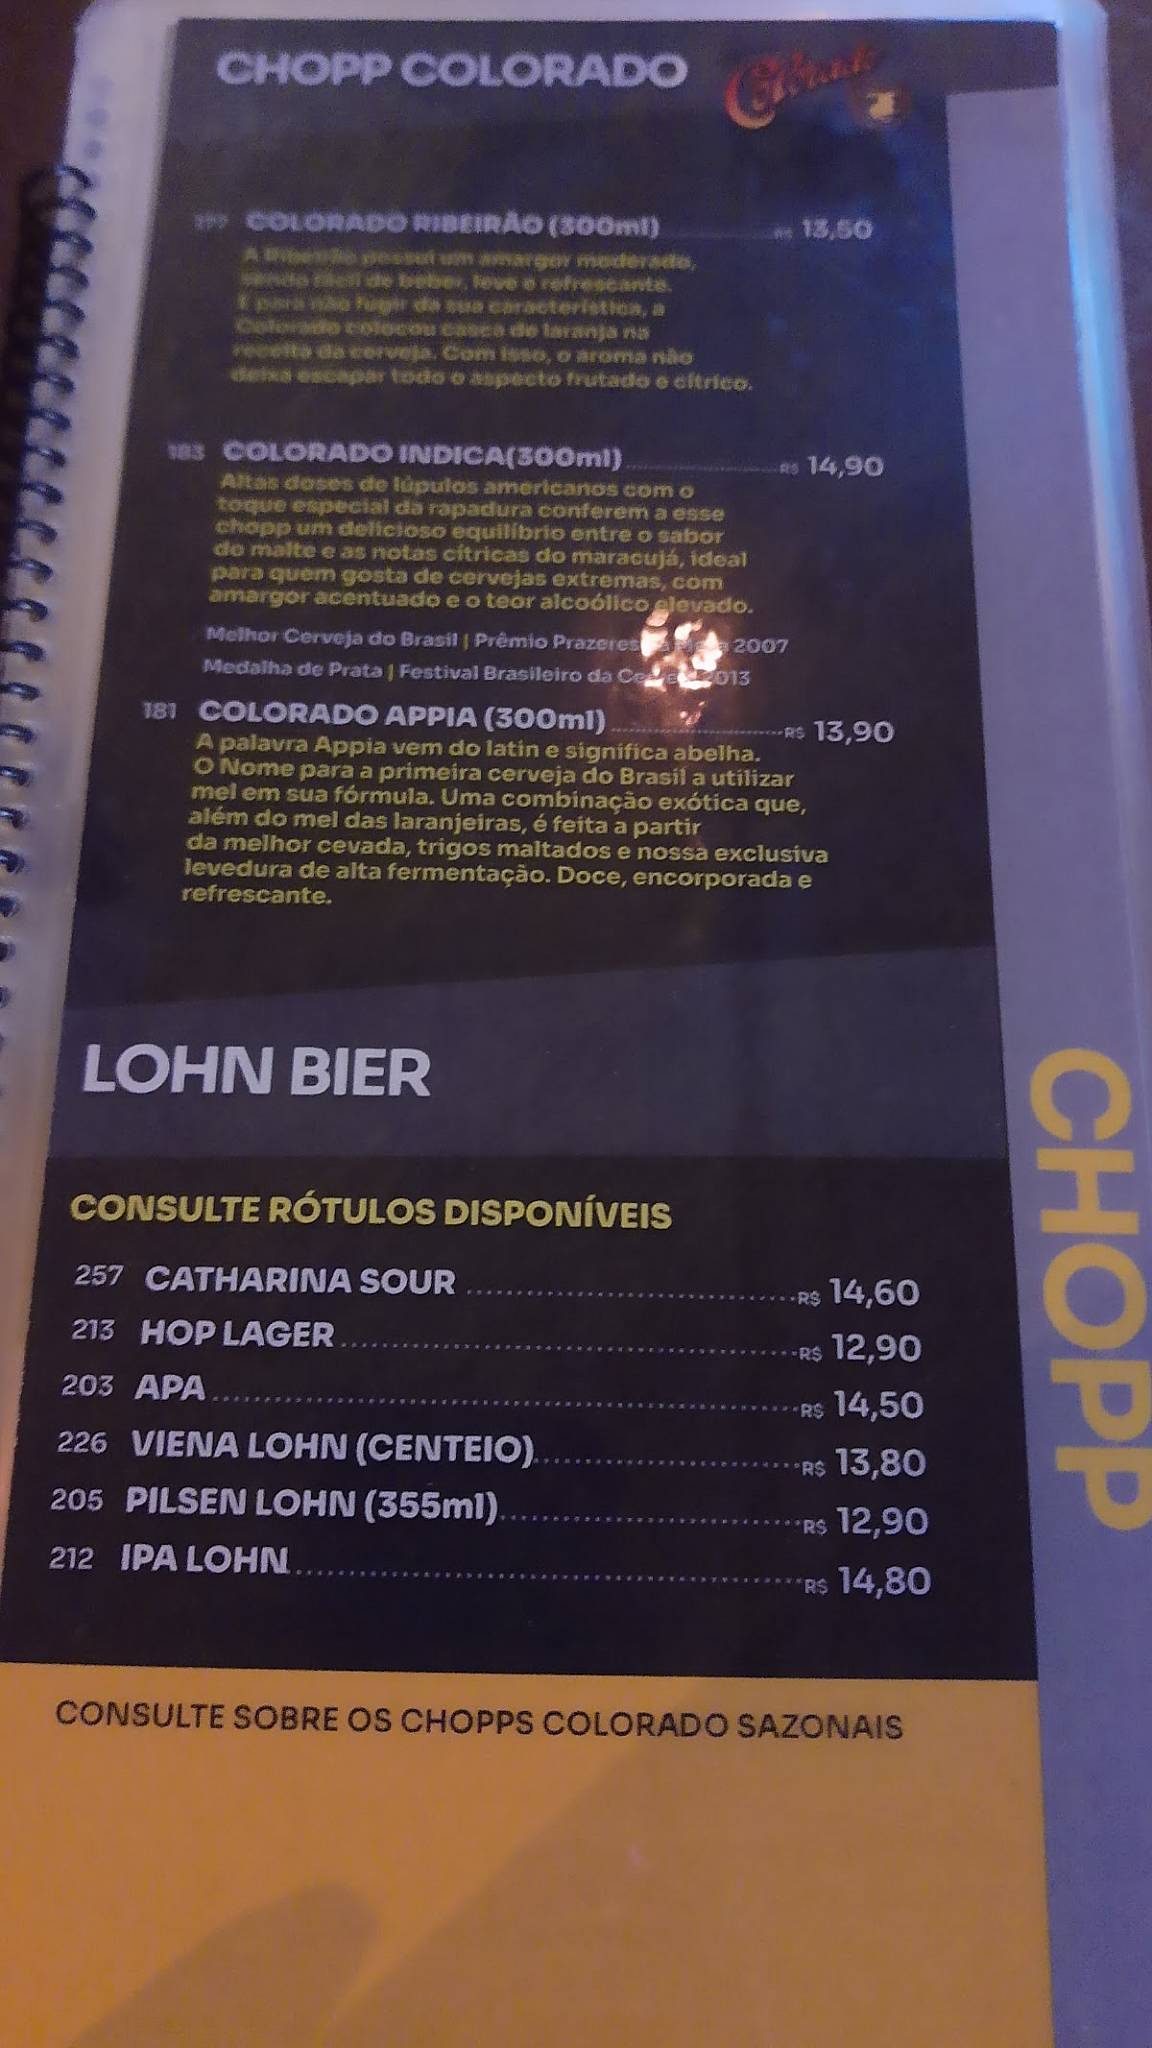 CHOPP COLORADO
Colorado
COLORADO RIBEIRÃO (300ml) R$ 13,50
A Ribeirão possui um amargor moderado,
sendo fácil de beber, leve e refrescante.
E para não fugir da sua característica, a
Colorado colocou casca de laranja na
receita da cerveja. Com isso, o aroma não
deixa escapar todo o aspecto frutado e cítrico.
183 COLORADO INDICA(300ml) R$ 14,90
Altas doses de lúpulos americanos com o
toque especial da rapadura conferem a esse
chopp um delicioso equilíbrio entre o sabor
do malte e as notas cítricas do maracujá, ideal
para quem gosta de cervejas extremas, com
amargor acentuado e o teor alcoólico elevado.
Melhor Cerveja do Brasil | Prêmio Prazeres 2007
Medalha de Prata | Festival Brasileiro da 2013
181 COLORADO APPIA (300ml) R$ 13,90
A palavra Appia vem do latin e significa abelha.
O Nome para a primeira cerveja do Brasil a utilizar
mel em sua fórmula. Uma combinação exótica que,
além do mel das laranjeiras, é feita a partir
da melhor cevada, trigos maltados e nossa exclusiva
levedura de alta fermentação. Doce, encorporada e
refrescante.
LOHN BIER
CONSULTE RÓTULOS DISPONÍVEIS
257 CATHARINA SOUR R$ 14,60
213 HOP LAGER R$ 12,90
203 APA R$ 14,50
226 VIENA LOHN (CENTEIO) R$ 13,80
205 PILSEN LOHN (355ml) R$ 12,90
212 IPA LOHN R$ 14,80
CONSULTE SOBRE OS CHOPPS COLORADO SAZONAIS
CHOPP